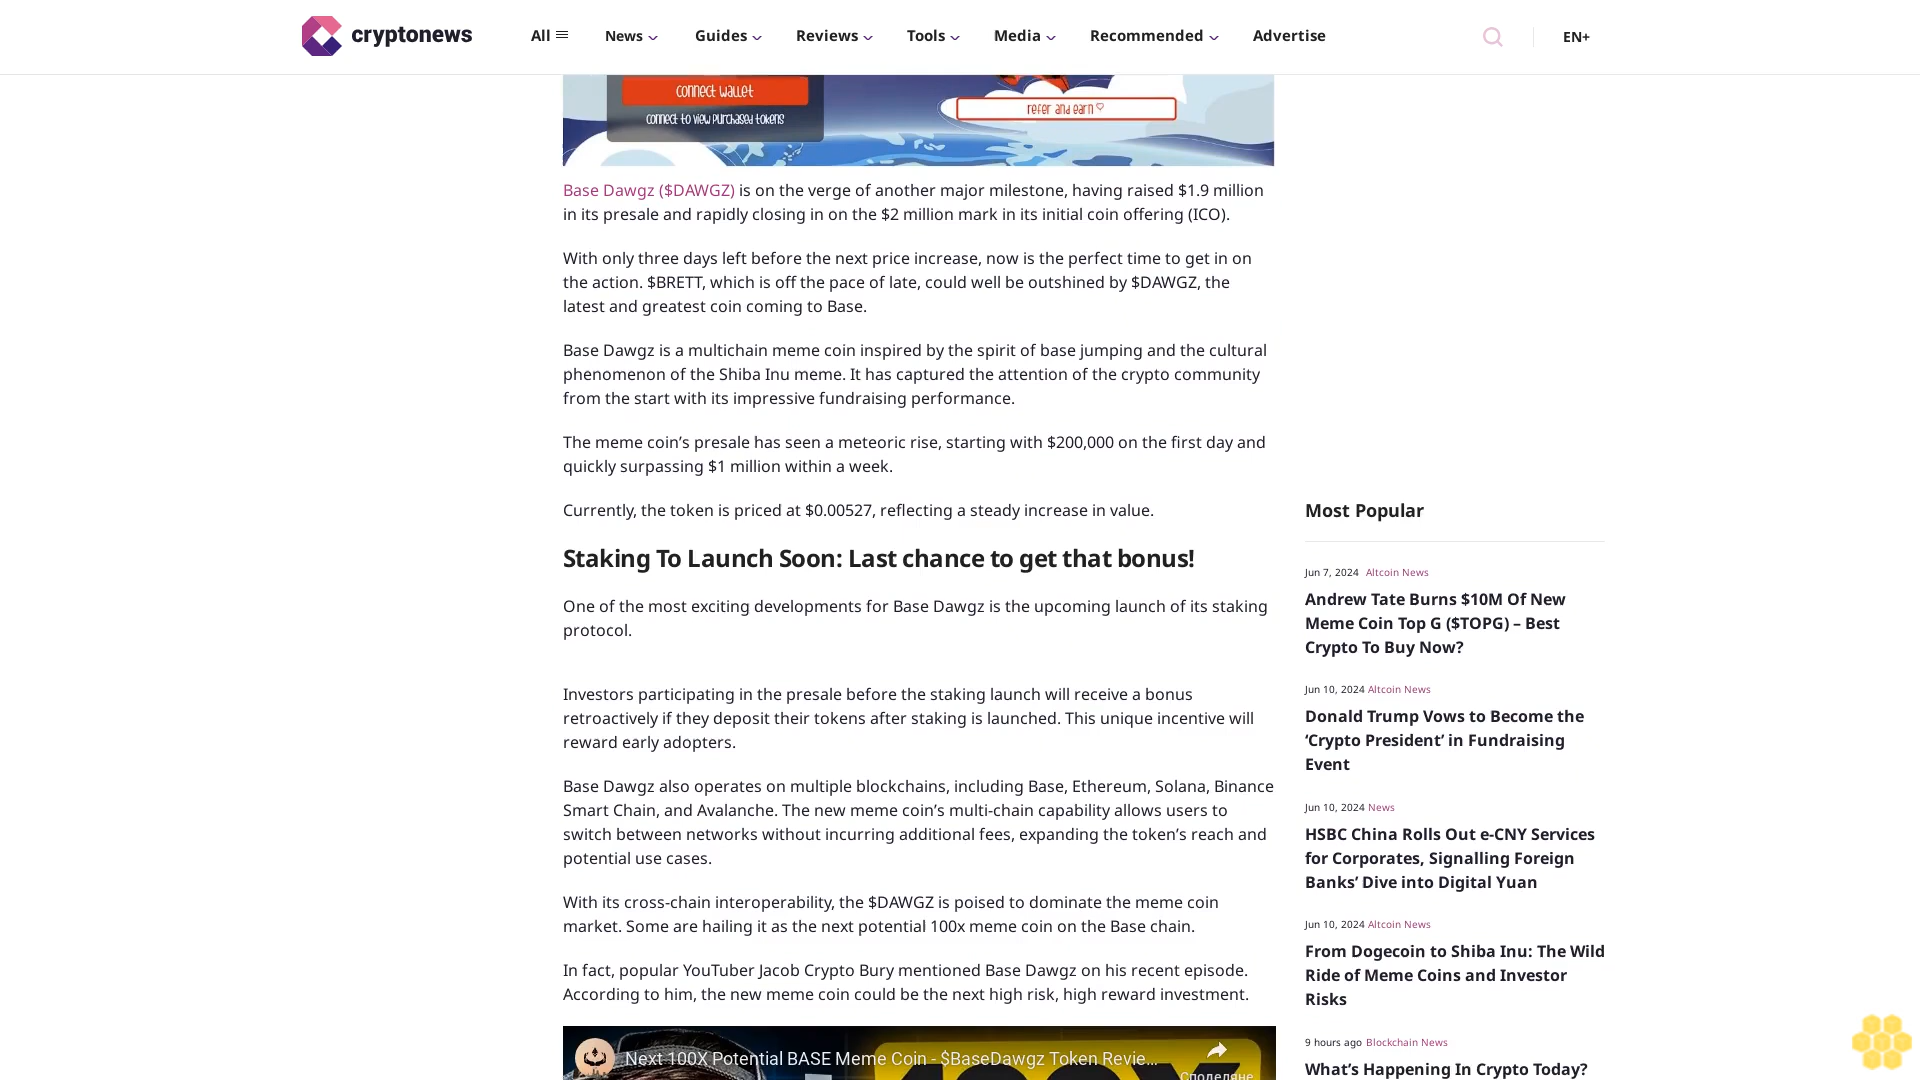 cryptonews
All
News
Guides
Reviews
Tools
Media
Recommended
Advertise
EN+
CONNECT WALLET
CONNECT TO VIEW PURCHASED TOKENS
REFER AND EARN
Base Dawgz ($DAWGZ) is on the verge of another major milestone, having raised $1.9 million
in its presale and rapidly closing in on the $2 million mark in its initial coin offering (ICO).
With only three days left before the next price increase, now is the perfect time to get in on
the action. $BRETT, which is off the pace of late, could well be outshined by $DAWGZ, the
latest and greatest coin coming to Base.
Base Dawgz is a multichain meme coin inspired by the spirit of base jumping and the cultural
phenomenon of the Shiba Inu meme. It has captured the attention of the crypto community
from the start with its impressive fundraising performance.
The meme coin’s presale has seen a meteoric rise, starting with $200,000 on the first day and
quickly surpassing $1 million within a week.
Currently, the token is priced at $0.00527, reflecting a steady increase in value.
Staking To Launch Soon: Last chance to get that bonus!
One of the most exciting developments for Base Dawgz is the upcoming launch of its staking
protocol.
Investors participating in the presale before the staking launch will receive a bonus
retroactively if they deposit their tokens after staking is launched. This unique incentive will
reward early adopters.
Base Dawgz also operates on multiple blockchains, including Base, Ethereum, Solana, Binance
Smart Chain, and Avalanche. The new meme coin’s multi-chain capability allows users to
switch between networks without incurring additional fees, expanding the token’s reach and
potential use cases.
With its cross-chain interoperability, the $DAWGZ is poised to dominate the meme coin
market. Some are hailing it as the next potential 100x meme coin on the Base chain.
In fact, popular YouTuber Jacob Crypto Bury mentioned Base Dawgz on his recent episode.
According to him, the new meme coin could be the next high risk, high reward investment.
Next 100X Potential BASE Meme Coin - $BaseDawgz Token Revie...
Споделяне
Most Popular
Jun 7, 2024 Altcoin News
Andrew Tate Burns $10M Of New
Meme Coin Top G ($TOPG) – Best
Crypto To Buy Now?
Jun 10, 2024 Altcoin News
Donald Trump Vows to Become the
‘Crypto President’ in Fundraising
Event
Jun 10, 2024 News
HSBC China Rolls Out e-CNY Services
for Corporates, Signalling Foreign
Banks’ Dive into Digital Yuan
Jun 10, 2024 Altcoin News
From Dogecoin to Shiba Inu: The Wild
Ride of Meme Coins and Investor
Risks
9 hours ago Blockchain News
What’s Happening In Crypto Today?